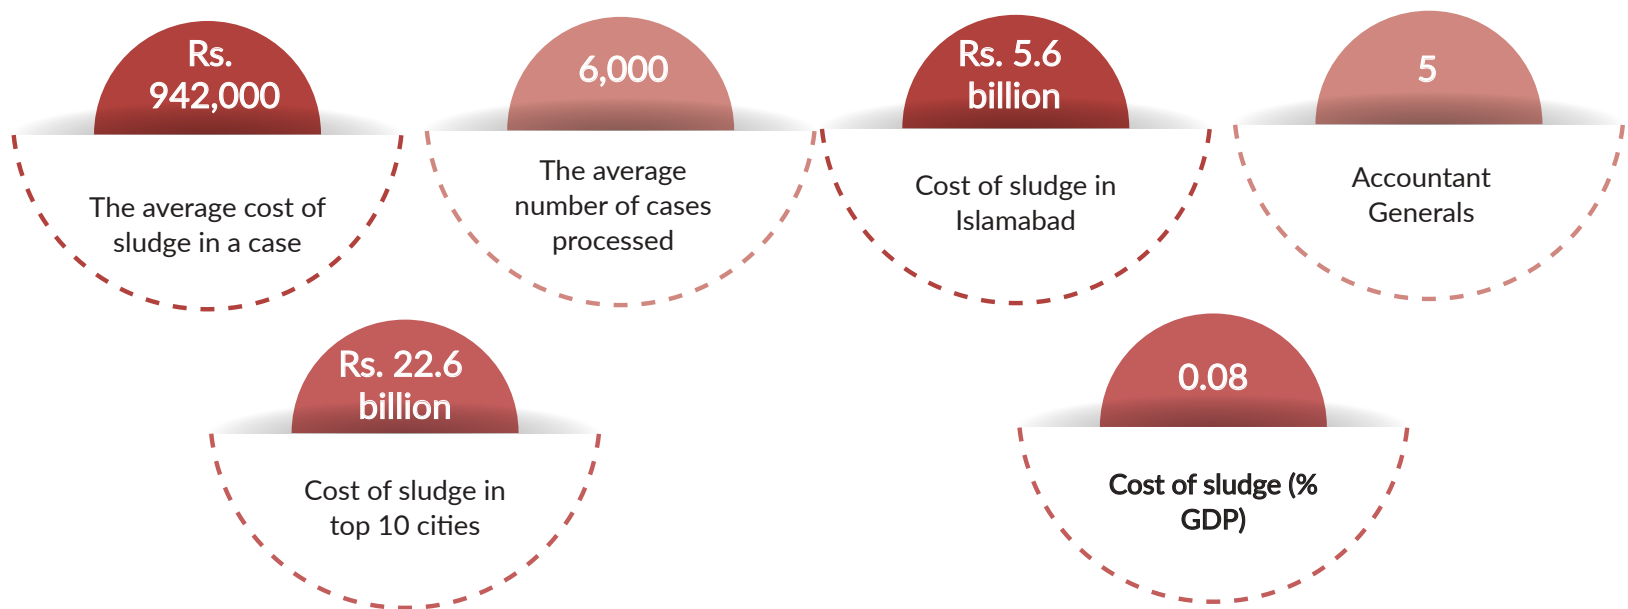 Rs.
942,000
The average cost of
sludge in a case
6,000
The average
number of cases
processed
Rs. 5.6
billion
Cost of sludge in
Islamabad
5
Accountant
Generals
Rs. 22.6
billion
Cost of sludge in
top 10 cities
0.08
Cost of sludge (%
GDP)